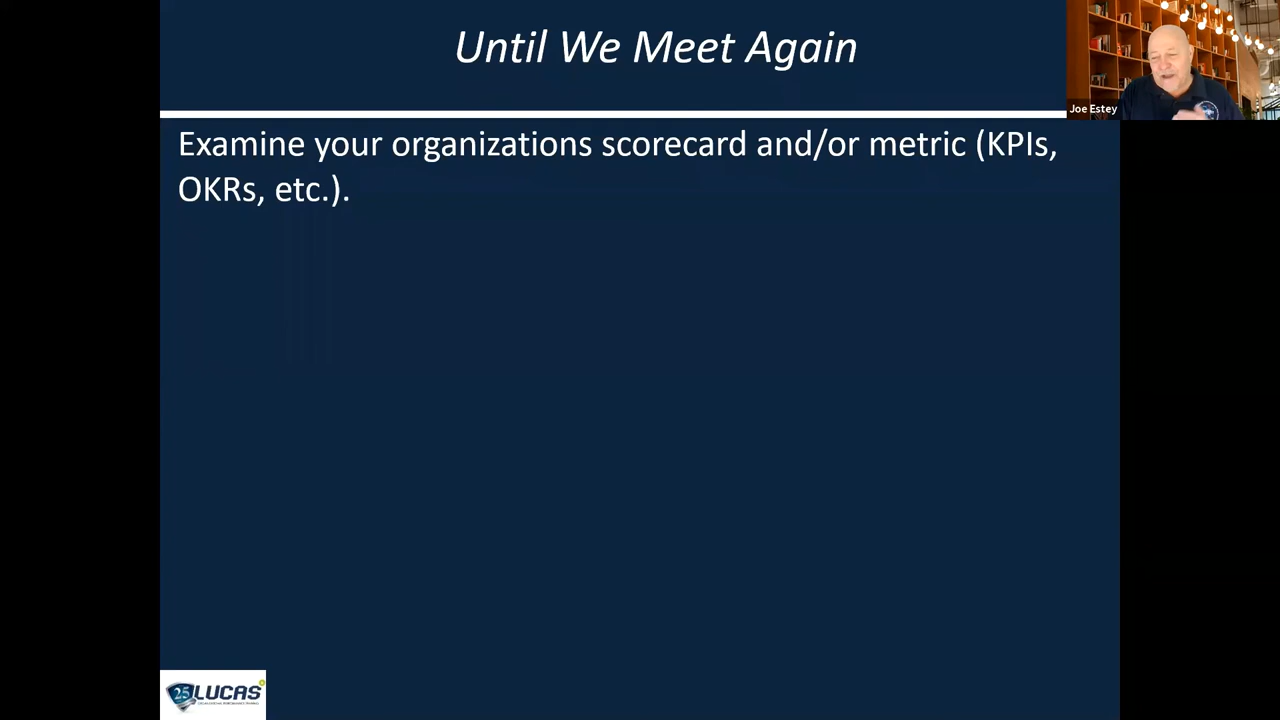 Until We Meet Again
Joe Estey
Examine your organizations scorecard and/or metric (KPIs,
OKRs, etc.).
25 LUCAS